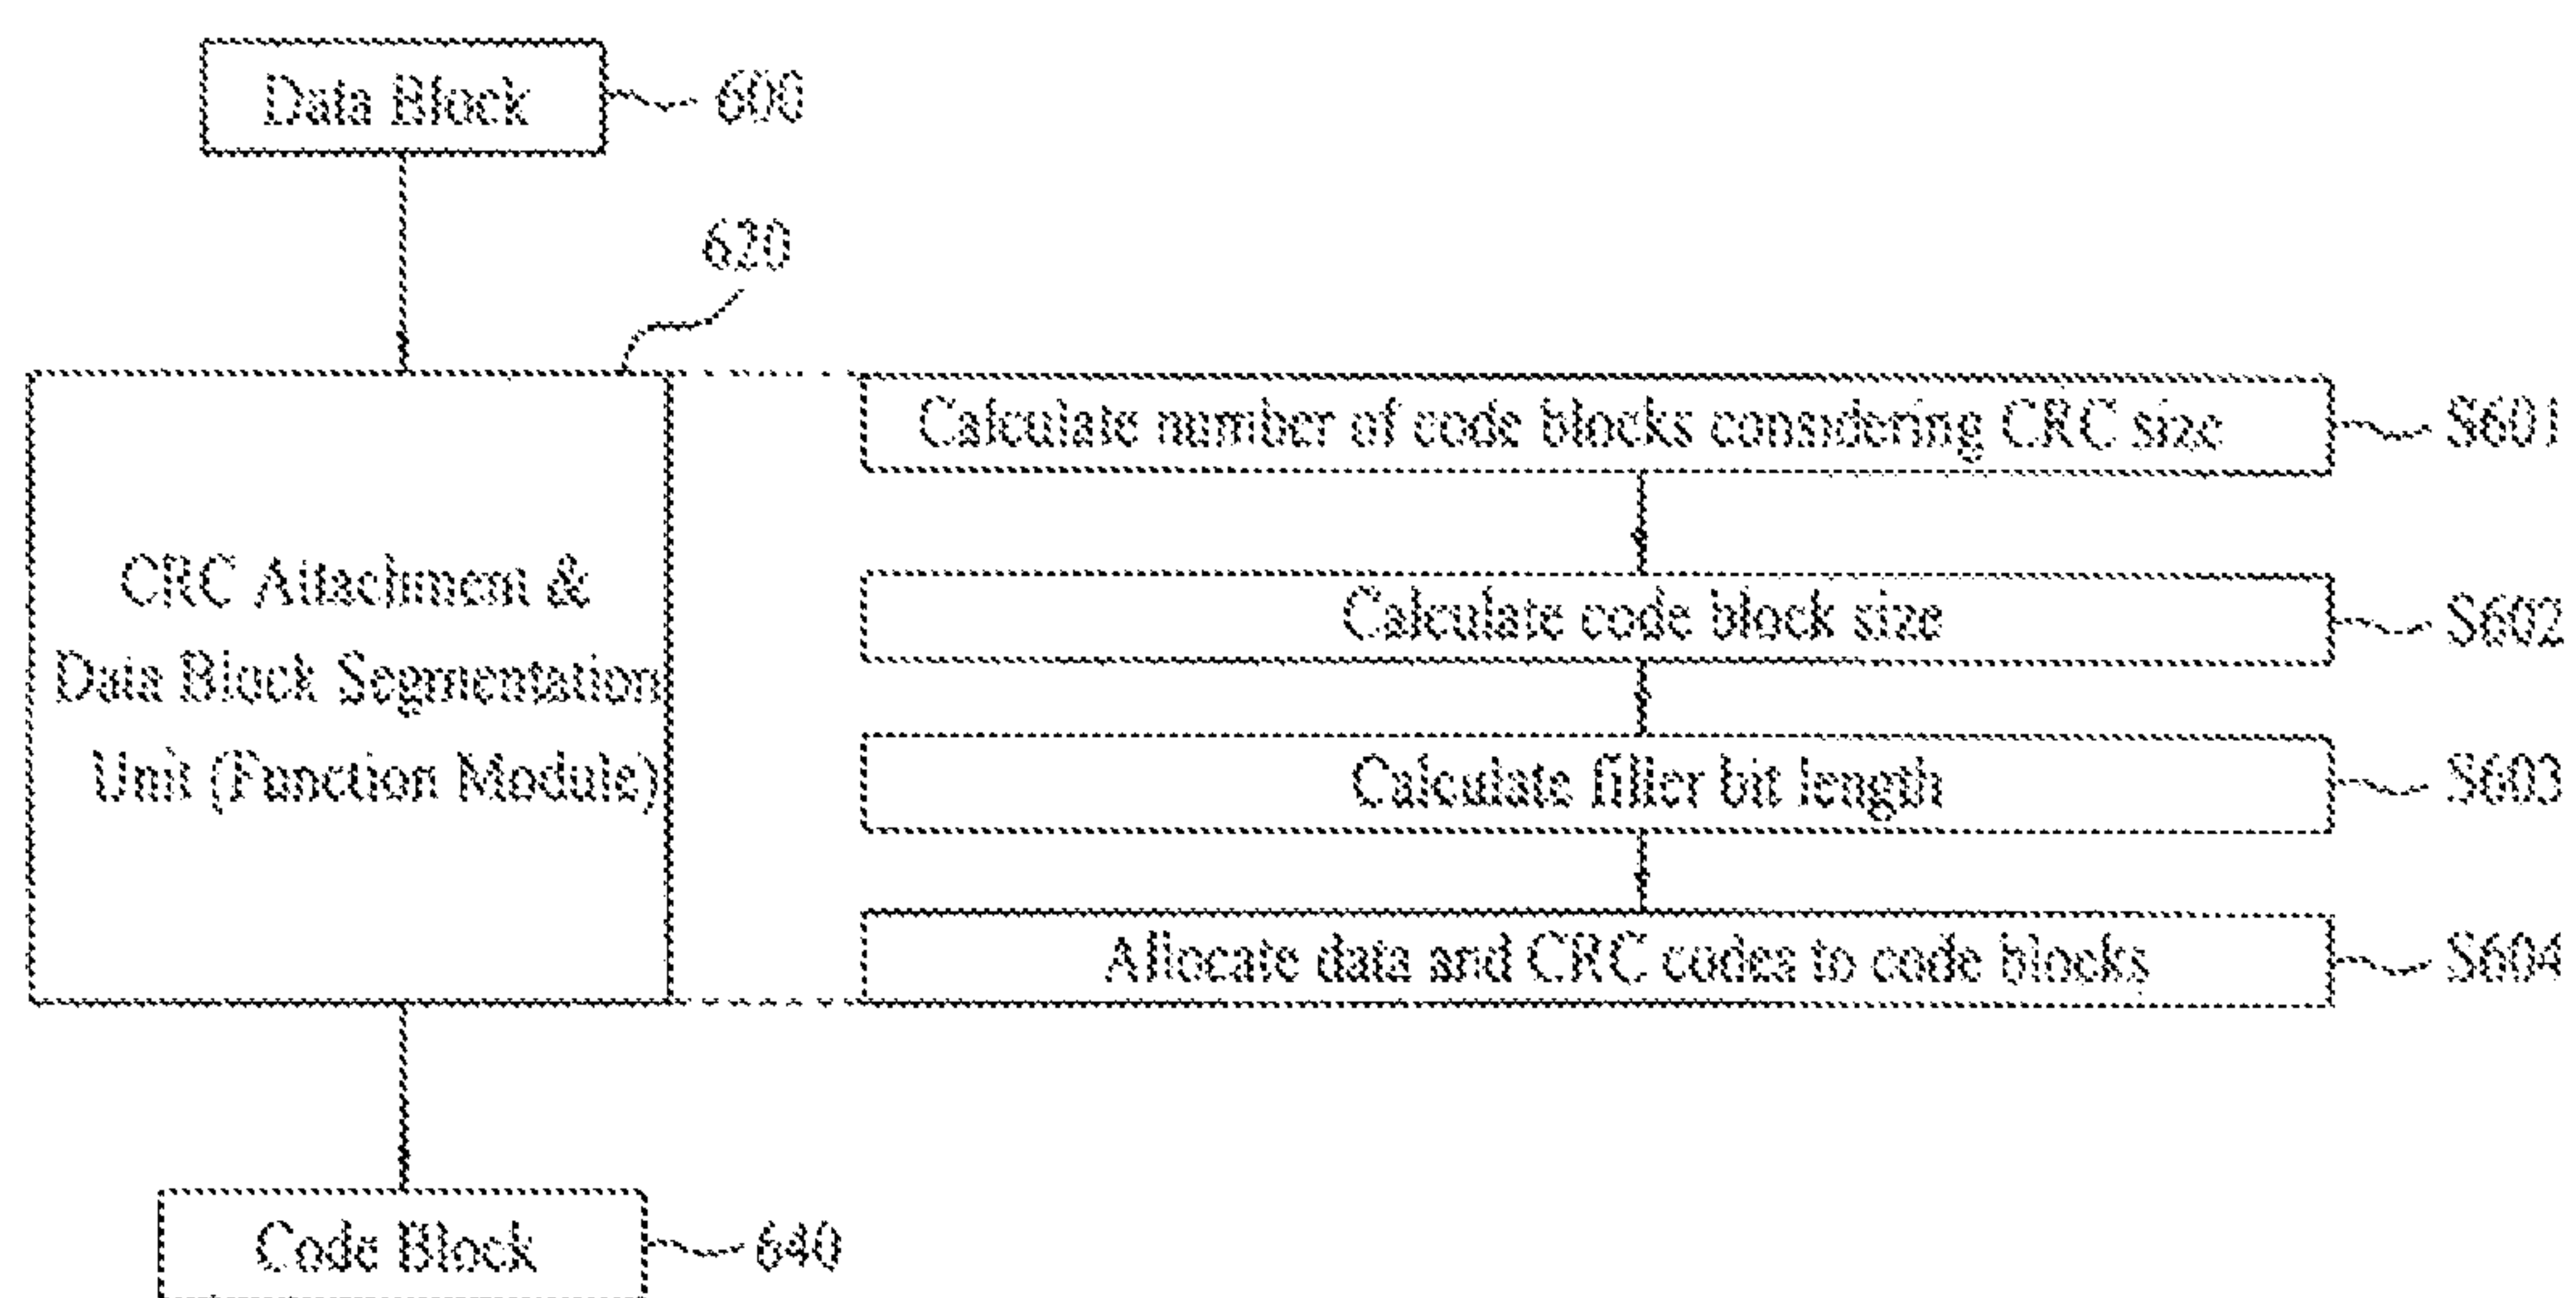 Data Block
600
620
CRC Attachment &
Data Block Segmentation
Unit (Function Module)
Calculate number of code blocks considering CRC size
S601
Calculate code block size
S602
Calculate filler bit length
S603
Allocate data and CRC codes to code blocks
S604
Code Block
640